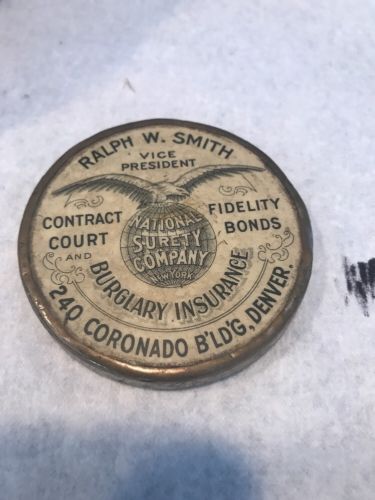 RALPH W. SMITH
VICE
PRESIDENT
CONTRACT
COURT
AND
FIDELITY
BONDS
NATIONAL
SURETY
COMPANY
NEW YORK
BURGLARY INSURANCE
240 CORONADO B'LD'G, DENVER.